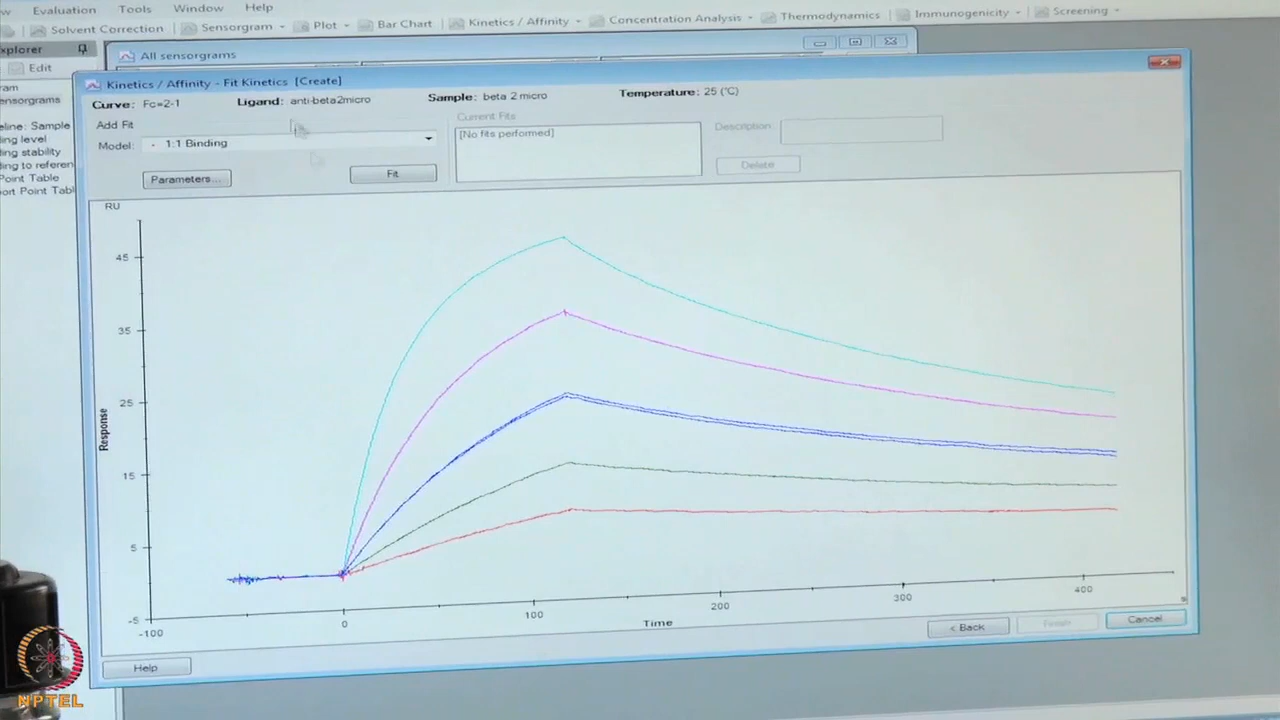 Evaluation Tools Window Help
Solvent Correction Sensorgram Plot Bar Chart Kinetics / Affinity Concentration Analysis Thermodynamics Immunogenicity Screening
All sensorgrams
Edit
Kinetics / Affinity - Fit Kinetics [Create]
Curve: Fc=2-1 Ligand: anti-beta2micro Sample: beta 2 micro Temperature: 25 (°C)
Add Fit
Model: - 1:1 Binding
Parameters... Fit
Current Fits
[No fits performed]
Description
Delete
RU
45
35
25
15
5
-5
Response
-100 0 100 200 300 400
Time
s
< Back Finish Cancel
Help
NPTEL